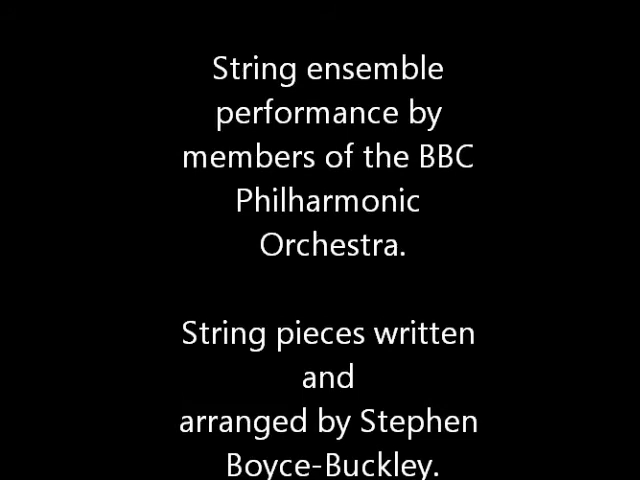 String ensemble
performance by
members of the BBC
Philharmonic
Orchestra.
String pieces written
and
arranged by Stephen
Boyce-Buckley.